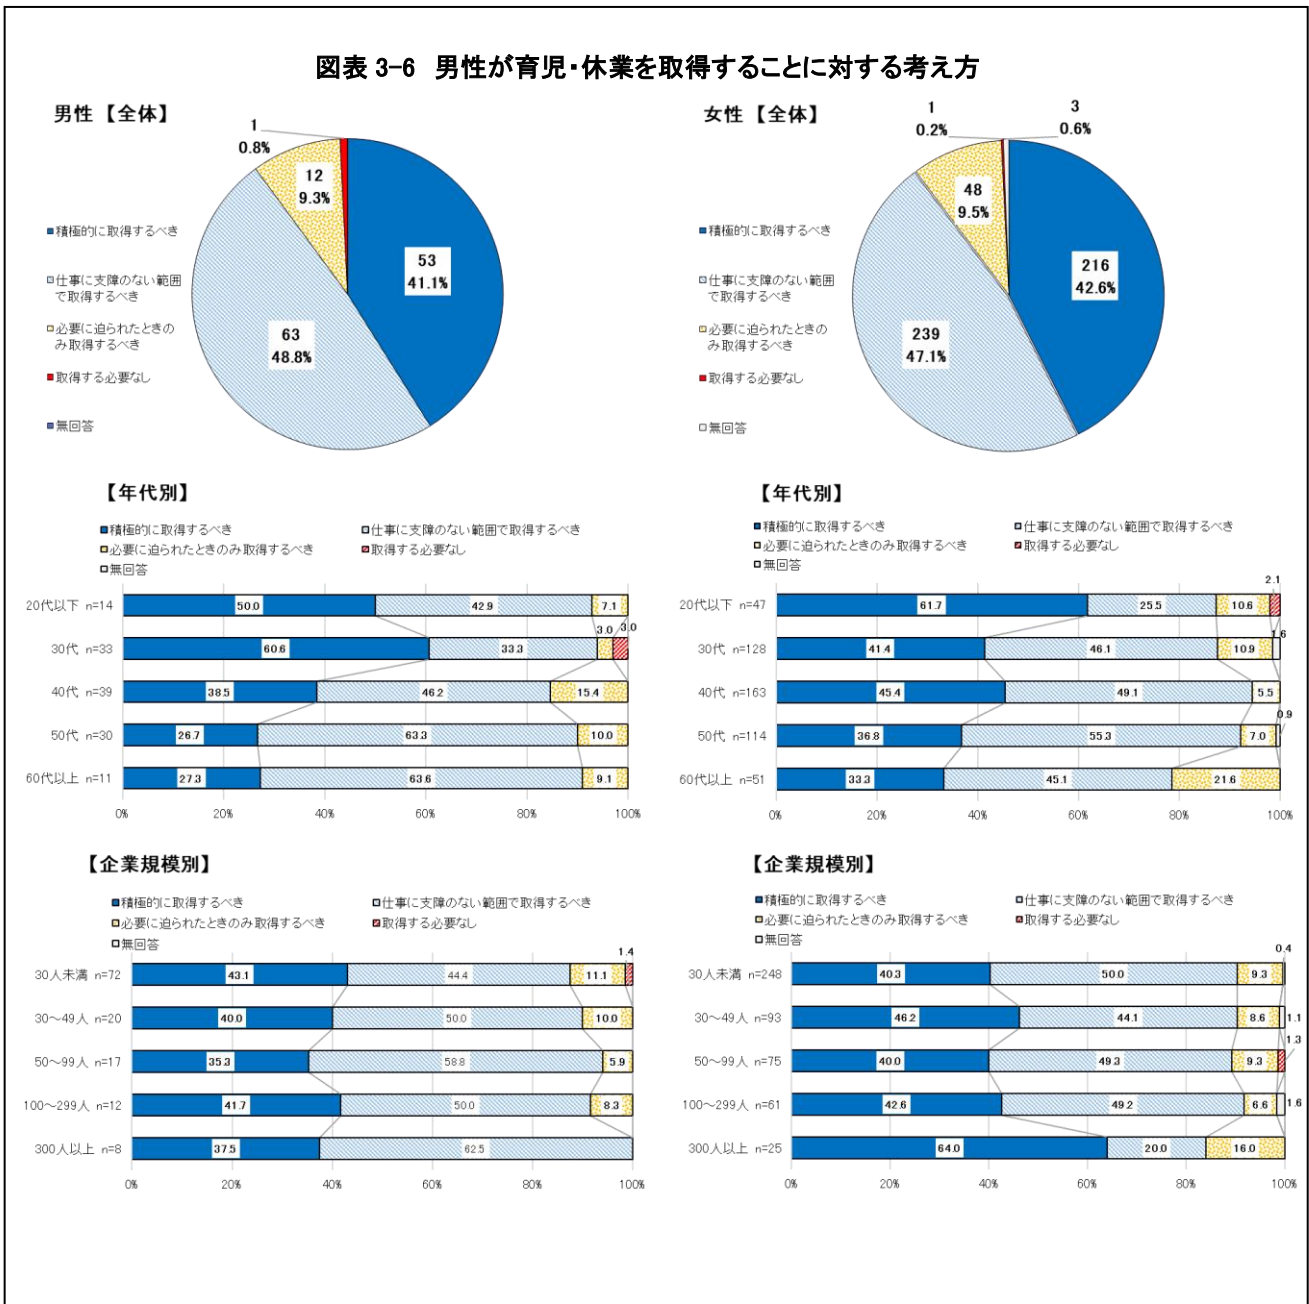 図表 3-6 男性が育児・休業を取得することに対する考え方
男性【全体】
1
0.8%
12
9.3%
53
41.1%
63
48.8%
■積極的に取得するべき
□仕事に支障のない範囲
で取得するべき
□必要に迫られたときの
み取得するべき
■取得する必要なし
■無回答
女性【全体】
1
0.2%
3
0.6%
48
9.5%
216
42.6%
239
47.1%
■積極的に取得するべき
□仕事に支障のない範囲
で取得するべき
□必要に迫られたときの
み取得するべき
■取得する必要なし
□無回答
【年代別】
■積極的に取得するべき □仕事に支障のない範囲で取得するべき
□必要に迫られたときのみ取得するべき ■取得する必要なし
□無回答
20代以下 n=14 50.0 42.9 7.1
30代 n=33 60.6 33.3 3.0 3.0
40代 n=39 38.5 46.2 15.4
50代 n=30 26.7 63.3 10.0
60代以上 n=11 27.3 63.6 9.1
0% 20% 40% 60% 80% 100%
【年代別】
■積極的に取得するべき □仕事に支障のない範囲で取得するべき
□必要に迫られたときのみ取得するべき ■取得する必要なし
□無回答
20代以下 n=47 61.7 25.5 10.6 2.1
30代 n=128 41.4 46.1 10.9 1.6
40代 n=163 45.4 49.1 5.5
50代 n=114 36.8 55.3 7.0 0.9
60代以上 n=51 33.3 45.1 21.6
0% 20% 40% 60% 80% 100%
【企業規模別】
■積極的に取得するべき □仕事に支障のない範囲で取得するべき
□必要に迫られたときのみ取得するべき ■取得する必要なし
□無回答
30人未満 n=72 43.1 44.4 11.1 1.4
30～49人 n=20 40.0 50.0 10.0
50～99人 n=17 35.3 58.8 5.9
100～299人 n=12 41.7 50.0 8.3
300人以上 n=8 37.5 62.5
0% 20% 40% 60% 80% 100%
【企業規模別】
■積極的に取得するべき □仕事に支障のない範囲で取得するべき
□必要に迫られたときのみ取得するべき ■取得する必要なし
□無回答
30人未満 n=248 40.3 50.0 9.3 0.4
30～49人 n=93 46.2 44.1 8.6 1.1
50～99人 n=75 40.0 49.3 9.3 1.3
100～299人 n=61 42.6 49.2 6.6 1.6
300人以上 n=25 64.0 20.0 16.0
0% 20% 40% 60% 80% 100%